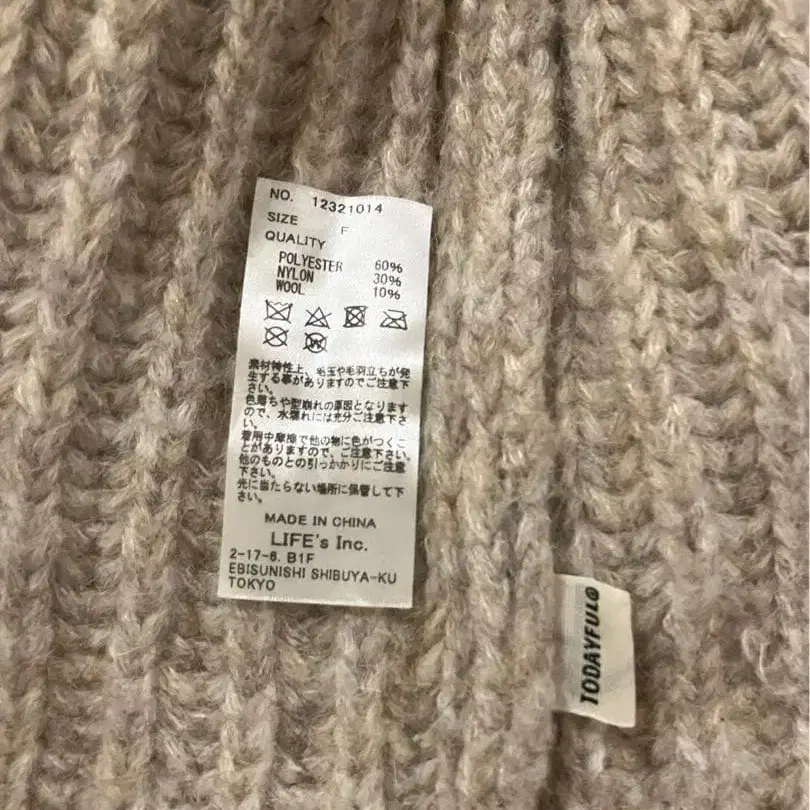 NO. 12321014
SIZE F
QUALITY
POLYESTER 60%
NYLON 30%
WOOL 10%
素材特性上、毛玉や毛羽立ちが発
生する事がありますのでご注意下
さい。
色落ちや型崩れの原因となります
ので、水濡れには充分ご注意下さ
い。
着用中摩擦で他の物に色がつくこ
とがありますので、ご注意下さい。
他のものとの引っかかりにご注意
下さい。
光に当たらない場所に保管して下
さい。
MADE IN CHINA
LIFE's Inc.
2-17-6. B1F
EBISUNISHI SHIBUYA-KU
TOKYO
TODAYFUL®